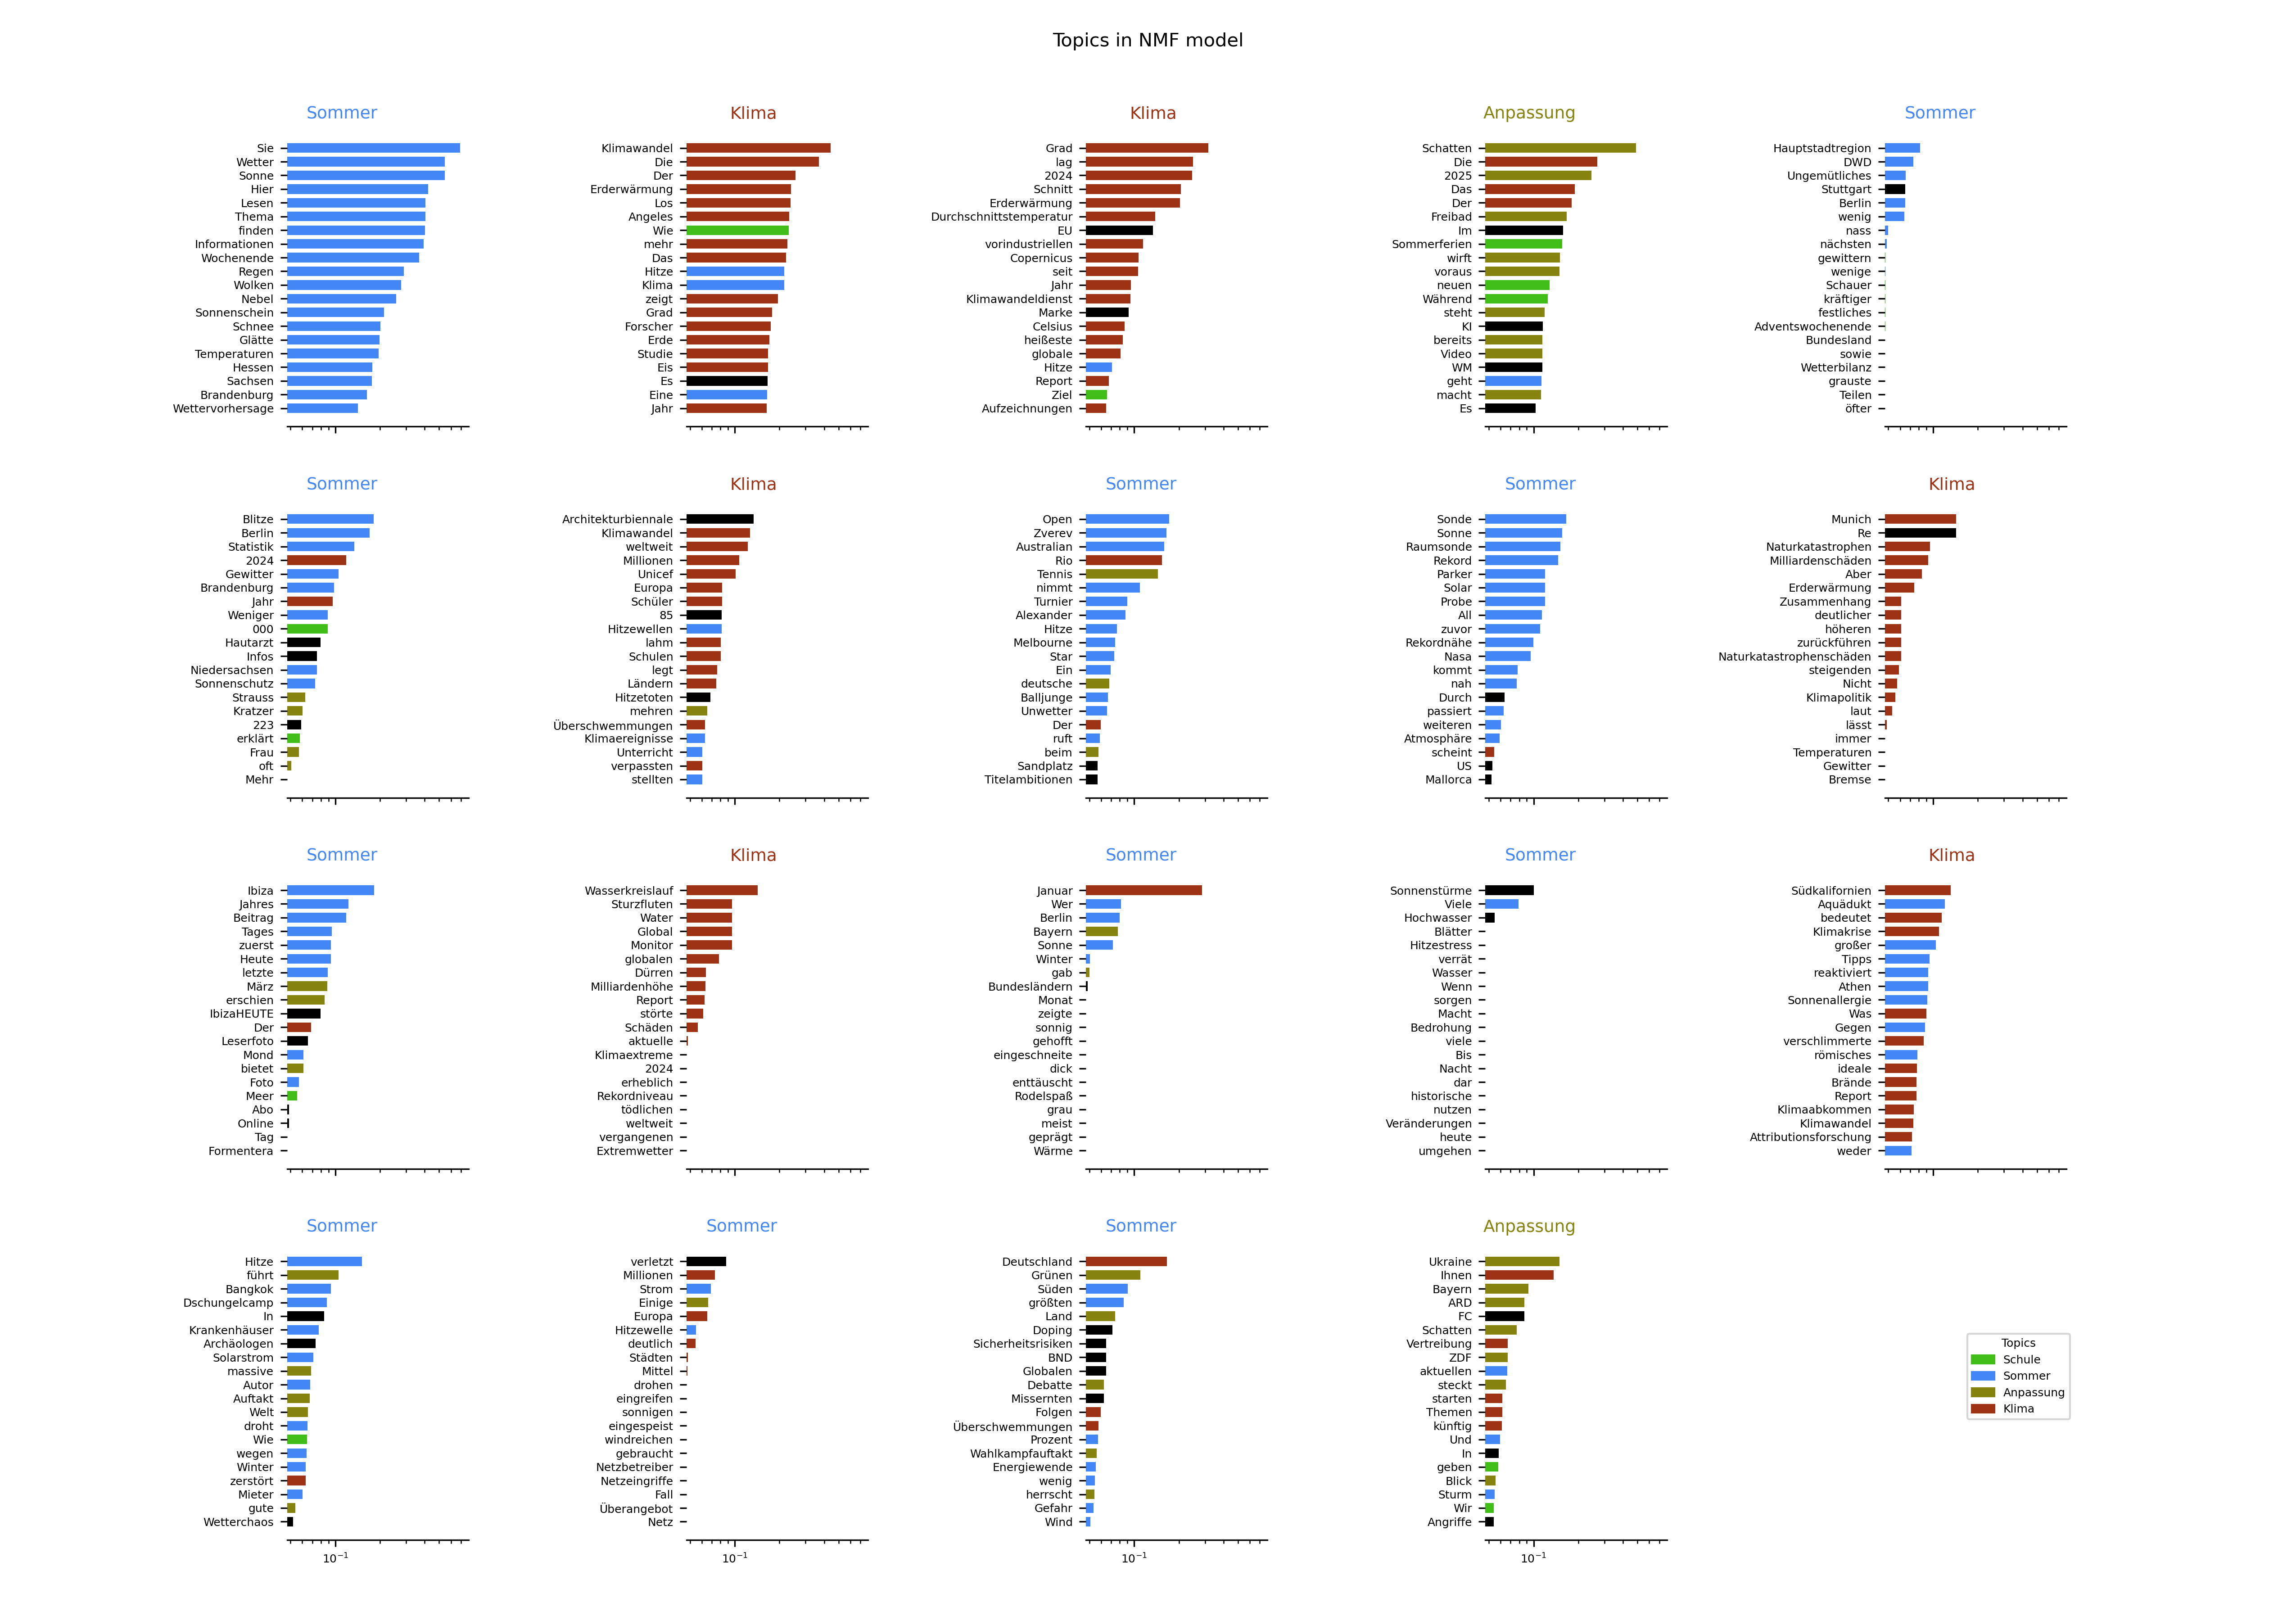 Topics in NMF model
Sommer
Sie
Wetter
Sonne
Hier
Lesen
Thema
finden
Informationen
Wochenende
Regen
Wolken
Nebel
Sonnenschein
Schnee
Glätte
Temperaturen
Hessen
Sachsen
Brandenburg
Wettervorhersage
Klima
Klimawandel
Die
Der
Erderwärmung
Los
Angeles
Wie
mehr
Das
Hitze
Klima
zeigt
Grad
Forscher
Erde
Studie
Eis
Es
Eine
Jahr
Klima
Grad
lag
2024
Schnitt
Erderwärmung
Durchschnittstemperatur
EU
vorindustriellen
Copernicus
seit
Jahr
Klimawandeldienst
Marke
Celsius
heißeste
globale
Hitze
Report
Ziel
Aufzeichnungen
Anpassung
Schatten
Die
2025
Das
Der
Freibad
Im
Sommerferien
wirft
voraus
neuen
Während
steht
KI
bereits
Video
WM
geht
macht
Es
Sommer
Hauptstadtregion
DWD
Ungemütliches
Stuttgart
Berlin
wenig
nass
nächsten
gewittern
wenige
Schauer
kräftiger
festliches
Adventswochenende
Bundesland
sowie
Wetterbilanz
grauste
Teilen
öfter
Sommer
Blitze
Berlin
Statistik
2024
Gewitter
Brandenburg
Jahr
Weniger
000
Hautarzt
Infos
Niedersachsen
Sonnenschutz
Strauss
Kratzer
223
erklärt
Frau
oft
Mehr
Klima
Architekturbiennale
Klimawandel
weltweit
Millionen
Unicef
Europa
Schüler
85
Hitzewellen
lahm
Schulen
legt
Ländern
Hitzetoten
mehren
Überschwemmungen
Klimaereignisse
Unterricht
verpassten
stellten
Sommer
Open
Zverev
Australian
Rio
Tennis
nimmt
Turnier
Alexander
Hitze
Melbourne
Star
Ein
deutsche
Balljunge
Unwetter
Der
ruft
beim
Sandplatz
Titelambitionen
Sommer
Sonde
Sonne
Raumsonde
Rekord
Parker
Solar
Probe
All
zuvor
Rekordnähe
Nasa
kommt
nah
Durch
passiert
weiteren
Atmosphäre
scheint
US
Mallorca
Klima
Munich
Re
Naturkatastrophen
Milliardenschäden
Aber
Erderwärmung
Zusammenhang
deutlicher
höheren
zurückführen
Naturkatastrophenschäden
steigenden
Nicht
Klimapolitik
laut
lässt
immer
Temperaturen
Gewitter
Bremse
Sommer
Ibiza
Jahres
Beitrag
Tages
zuerst
Heute
letzte
März
erschien
IbizaHEUTE
Der
Leserfoto
Mond
bietet
Foto
Meer
Abo
Online
Tag
Formentera
Klima
Wasserkreislauf
Sturzfluten
Water
Global
Monitor
globalen
Dürren
Milliardenhöhe
Report
störte
Schäden
aktuelle
Klimaextreme
2024
erheblich
Rekordniveau
tödlichen
weltweit
vergangenen
Extremwetter
Sommer
Januar
Wer
Berlin
Bayern
Sonne
Winter
gab
Bundesländern
Monat
zeigte
sonnig
gehofft
eingeschneite
dick
enttäuscht
Rodelspaß
grau
meist
geprägt
Wärme
Sommer
Sonnenstürme
Viele
Hochwasser
Blätter
Hitzestress
verrät
Wasser
Wenn
sorgen
Macht
Bedrohung
viele
Bis
Nacht
dar
historische
nutzen
Veränderungen
heute
umgehen
Klima
Südkalifornien
Aquädukt
bedeutet
Klimakrise
großer
Tipps
reaktiviert
Athen
Sonnenallergie
Was
Gegen
verschlimmerte
römisches
ideale
Brände
Report
Klimaabkommen
Klimawandel
Attributionsforschung
weder
Sommer
Hitze
führt
Bangkok
Dschungelcamp
In
Krankenhäuser
Archäologen
Solarstrom
massive
Autor
Auftakt
Welt
droht
Wie
wegen
Winter
zerstört
Mieter
gute
Wetterchaos
10⁻¹
Sommer
verletzt
Millionen
Strom
Einige
Europa
Hitzewelle
deutlich
Städten
Mittel
drohen
eingreifen
sonnigen
eingespeist
windreichen
gebraucht
Netzbetreiber
Netzeingriffe
Fall
Überangebot
Netz
10⁻¹
Sommer
Deutschland
Grünen
Süden
größten
Land
Doping
Sicherheitsrisiken
BND
Globalen
Debatte
Missernten
Folgen
Überschwemmungen
Prozent
Wahlkampfauftakt
Energiewende
wenig
herrscht
Gefahr
Wind
10⁻¹
Anpassung
Ukraine
Ihnen
Bayern
ARD
FC
Schatten
Vertreibung
ZDF
aktuellen
steckt
starten
Themen
künftig
Und
In
geben
Blick
Sturm
Wir
Angriffe
10⁻¹
Topics
Schule
Sommer
Anpassung
Klima